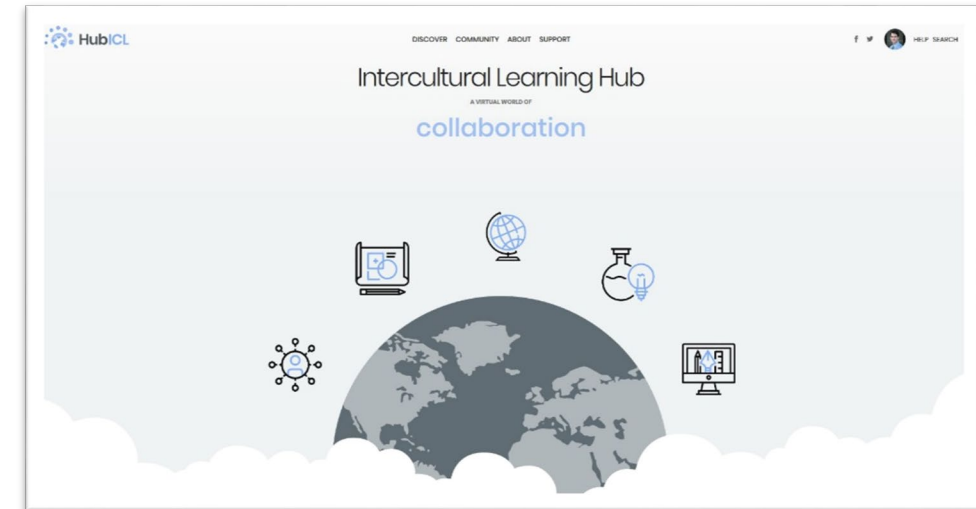 HubICL
DISCOVER COMMUNITY ABOUT SUPPORT
HELP SEARCH
Intercultural Learning Hub
A VIRTUAL WORLD OF
collaboration